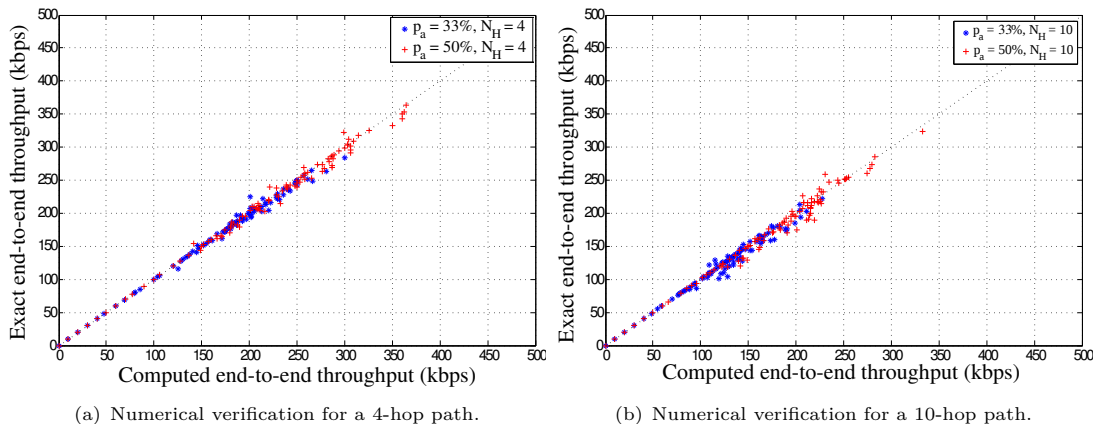 500
450
400
350
300
250
200
150
100
50
0
Exact end-to-end throughput (kbps)
p_a = 33%, N_H = 4
p_a = 50%, N_H = 4
0 50 100 150 200 250 300 350 400 450 500
Computed end-to-end throughput (kbps)
(a) Numerical verification for a 4-hop path.
500
450
400
350
300
250
200
150
100
50
0
Exact end-to-end throughput (kbps)
p_a = 33%, N_H = 10
p_a = 50%, N_H = 10
0 50 100 150 200 250 300 350 400 450 500
Computed end-to-end throughput (kbps)
(b) Numerical verification for a 10-hop path.